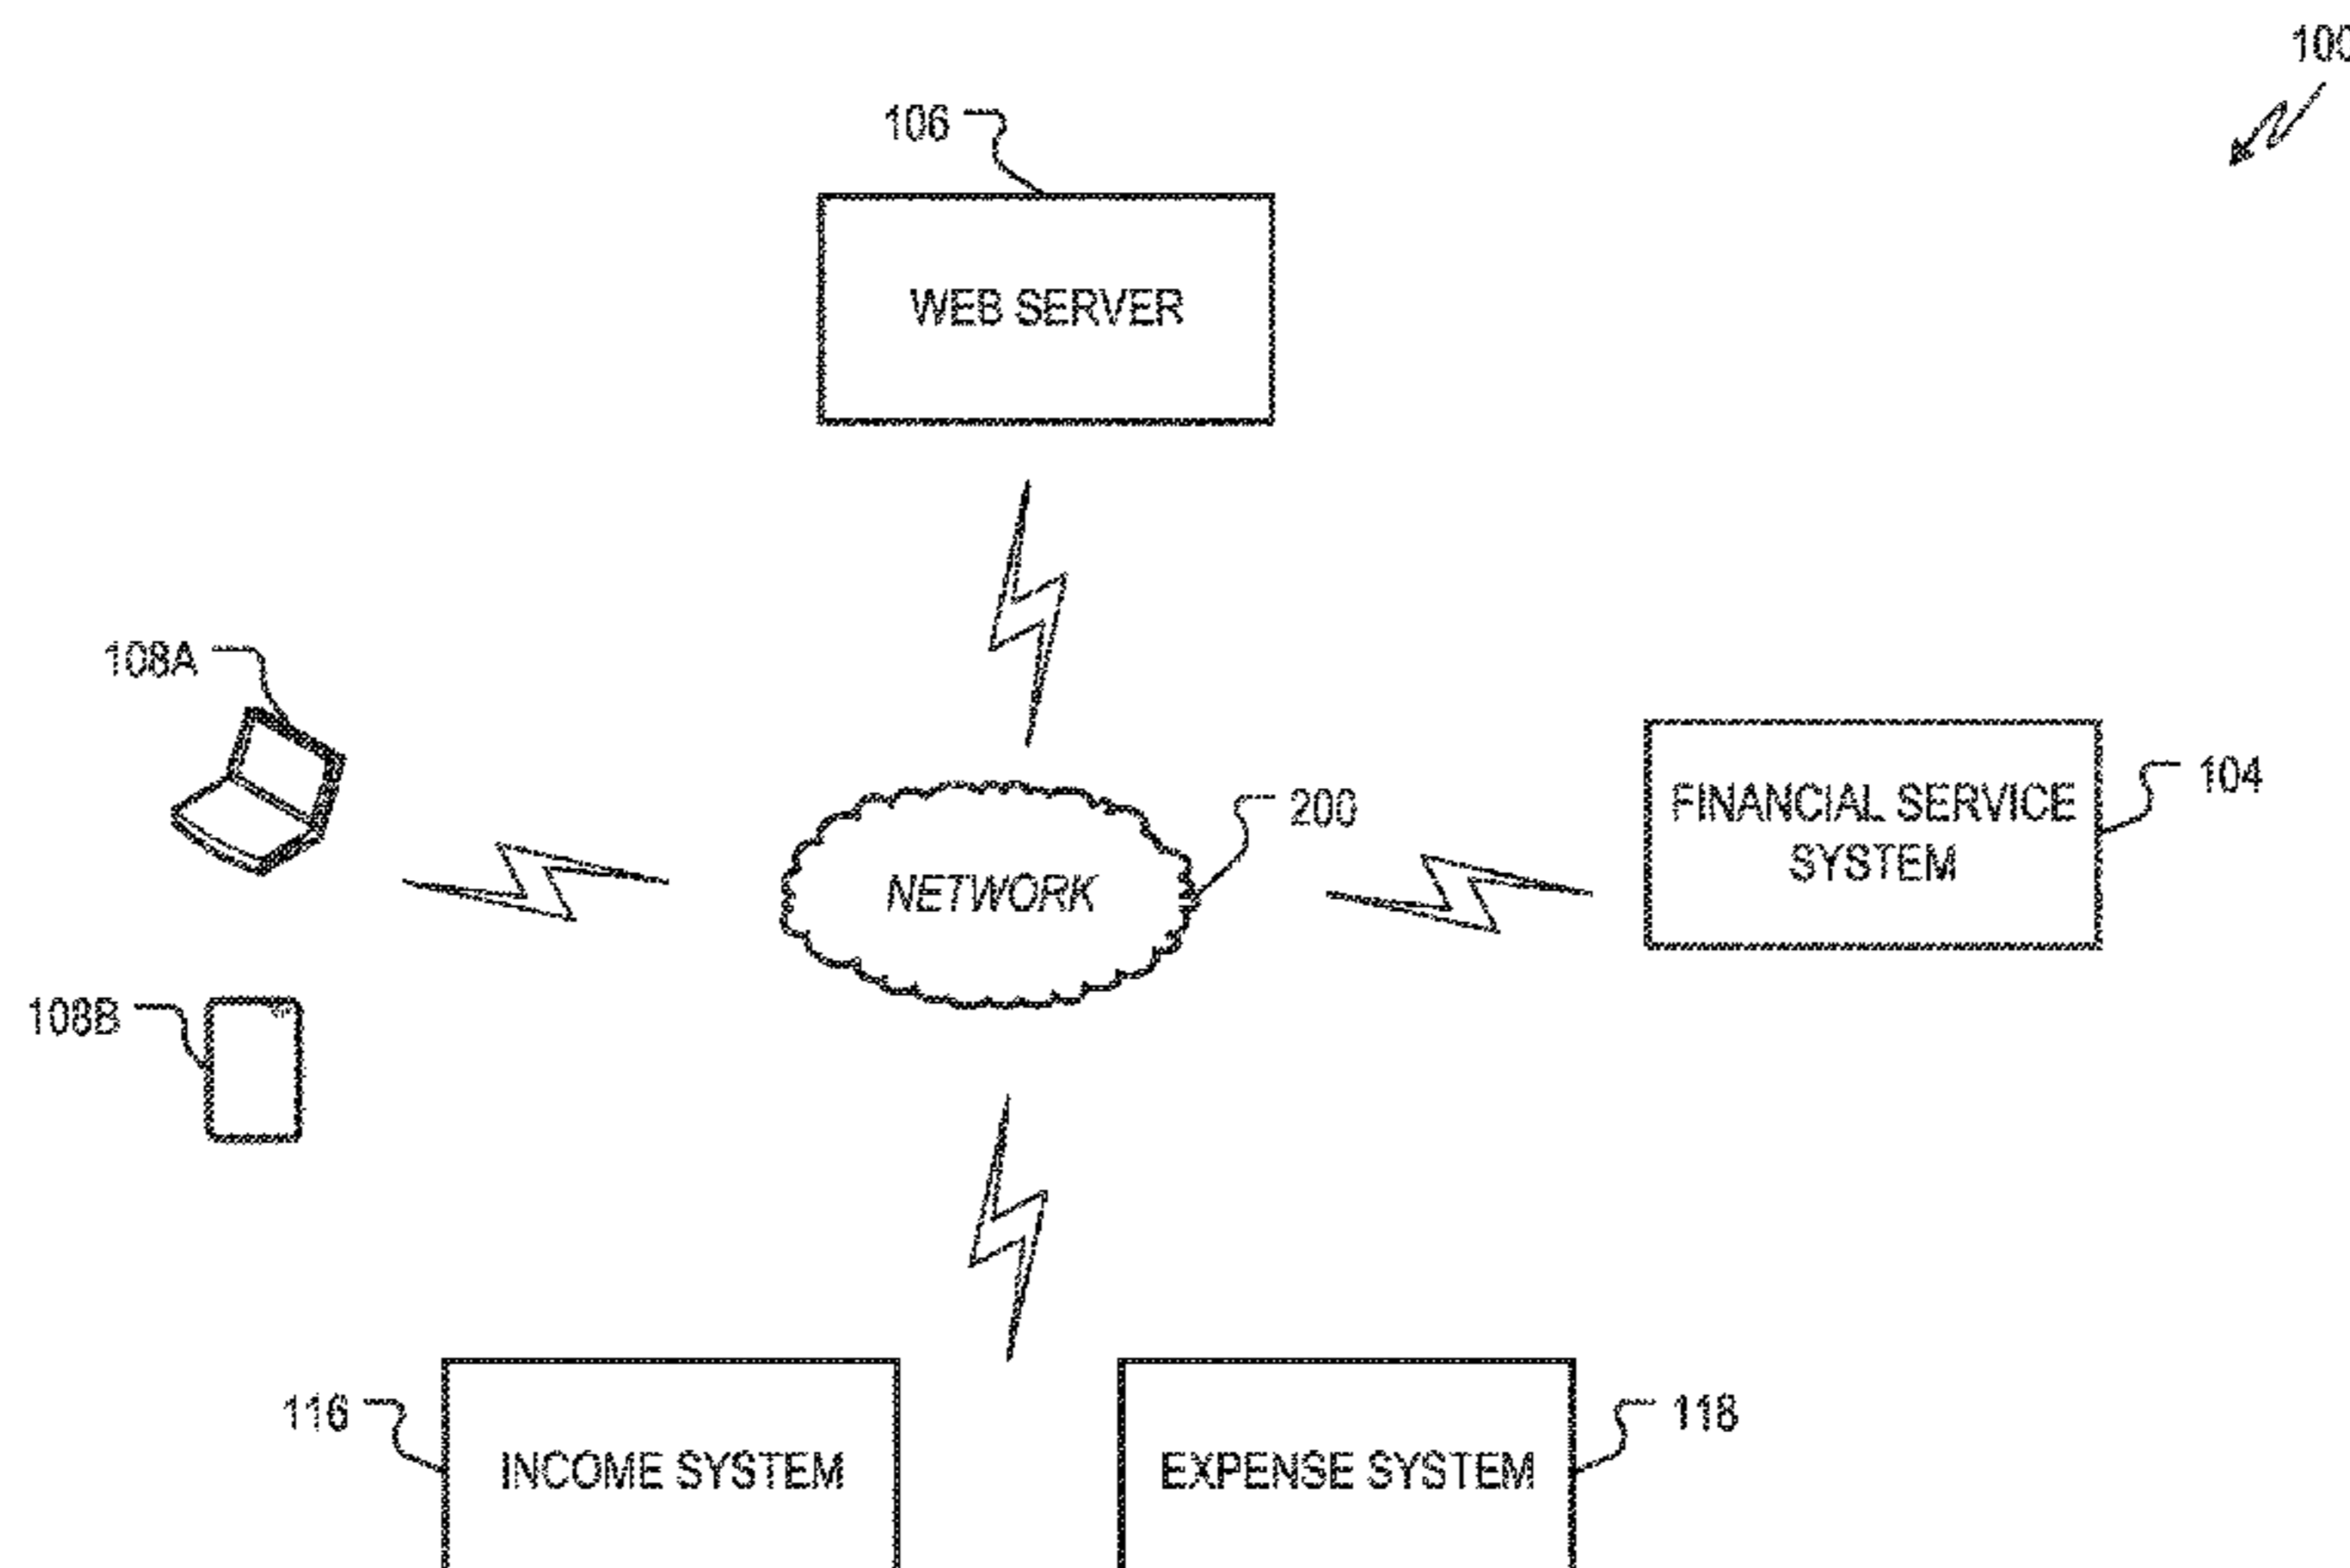 100
106
WEB SERVER
108A
200
104
FINANCIAL SERVICE
SYSTEM
NETWORK
108B
116
118
INCOME SYSTEM
EXPENSE SYSTEM